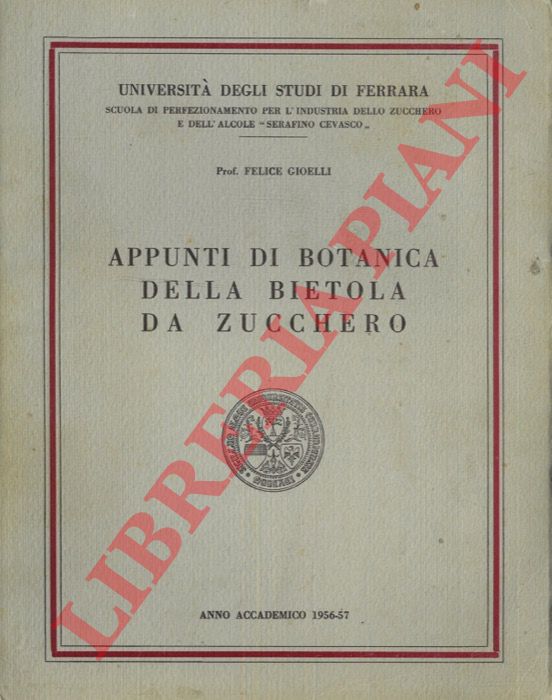 UNIVERSITÀ DEGLI STUDI DI FERRARA
SCUOLA DI PERFEZIONAMENTO PER L'INDUSTRIA DELLO ZUCCHERO
E DELL'ALCOLE "SERAFINO CEVASCO„
Prof. FELICE GIOELLI
APPUNTI DI BOTANICA
DELLA BIETOLA
DA ZUCCHERO
ANNO ACCADEMICO 1956-57
LIBRERIA PIANI